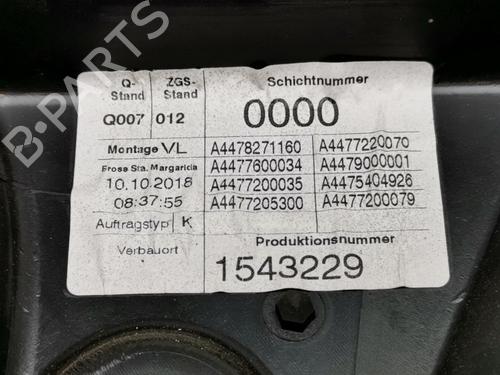 B-PARTS
Q-Stand ZGS-Stand Schichtnummer
Q007 012 0000
Montage VL A4478271160 A4477220070
Brose Sta. Margarida A4477600034 A4479000001
10.10.2018 A4477200035 A4475404926
08:37:55 A4477205300 A4477200079
Auftragstyp K
Verbauort Produktionsnummer
1543229